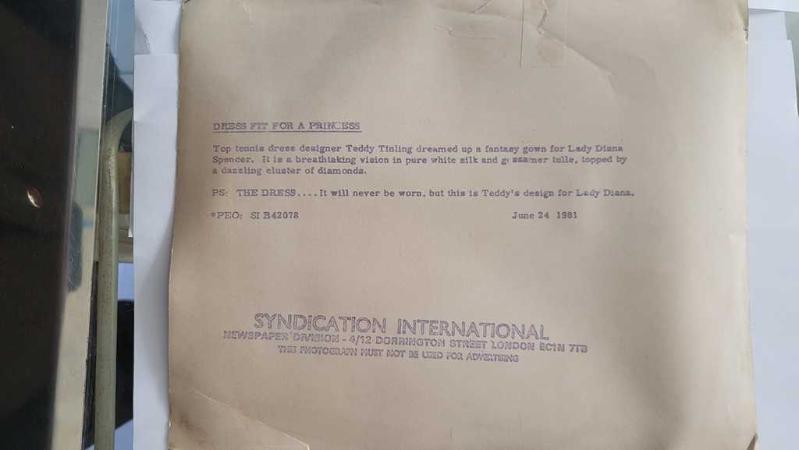 DRESS FIT FOR A PRINCESS
Top tennis dress designer Teddy Tinling dreamed up a fantasy gown for Lady Diana
Spencer. It is a breathtaking vision in pure white silk and gossamer tulle, topped by
a dazzling cluster of diamonds.
PS: THE DRESS....It will never be worn, but this is Teddy's design for Lady Diana.
*PEO: SI B42078 June 24 1981
SYNDICATION INTERNATIONAL
NEWSPAPER DIVISION - 4/12 DORRINGTON STREET LONDON EC1N 7TB
THIS PHOTOGRAPH MUST NOT BE USED FOR ADVERTISING